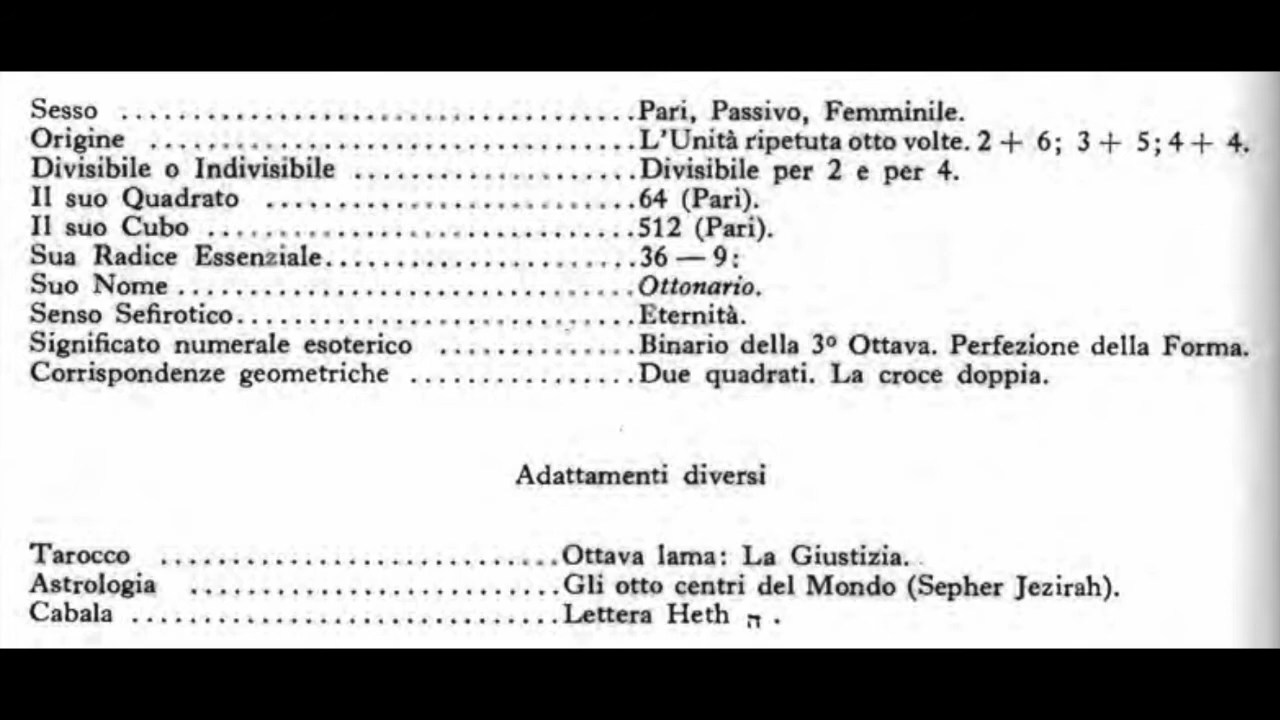 Sesso ..................................Pari, Passivo, Femminile.
Origine ................................L'Unità ripetuta otto volte. 2 + 6; 3 + 5; 4 + 4.
Divisibile o Indivisibile ...................Divisibile per 2 e per 4.
Il suo Quadrato .........................64 (Pari).
Il suo Cubo .............................512 (Pari).
Sua Radice Essenziale.....................36 — 9:
Suo Nome ...............................Ottonario.
Senso Sefirotico...........................Eternità.
Significato numerale esoterico .............Binario della 3º Ottava. Perfezione della Forma.
Corrispondenze geometriche ...............Due quadrati. La croce doppia.
Adattamenti diversi
Tarocco ...........................Ottava lama: La Giustizia.
Astrologia .........................Gli otto centri del Mondo (Sepher Jezirah).
Cabala .............................Lettera Heth ח .